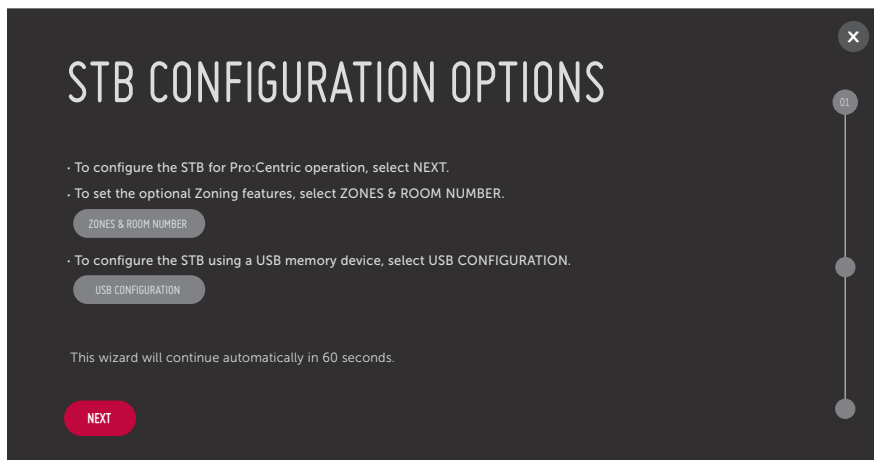 STB CONFIGURATION OPTIONS
01
· To configure the STB for Pro:Centric operation, select NEXT.
· To set the optional Zoning features, select ZONES & ROOM NUMBER.
ZONES & ROOM NUMBER
· To configure the STB using a USB memory device, select USB CONFIGURATION.
USB CONFIGURATION
This wizard will continue automatically in 60 seconds.
NEXT